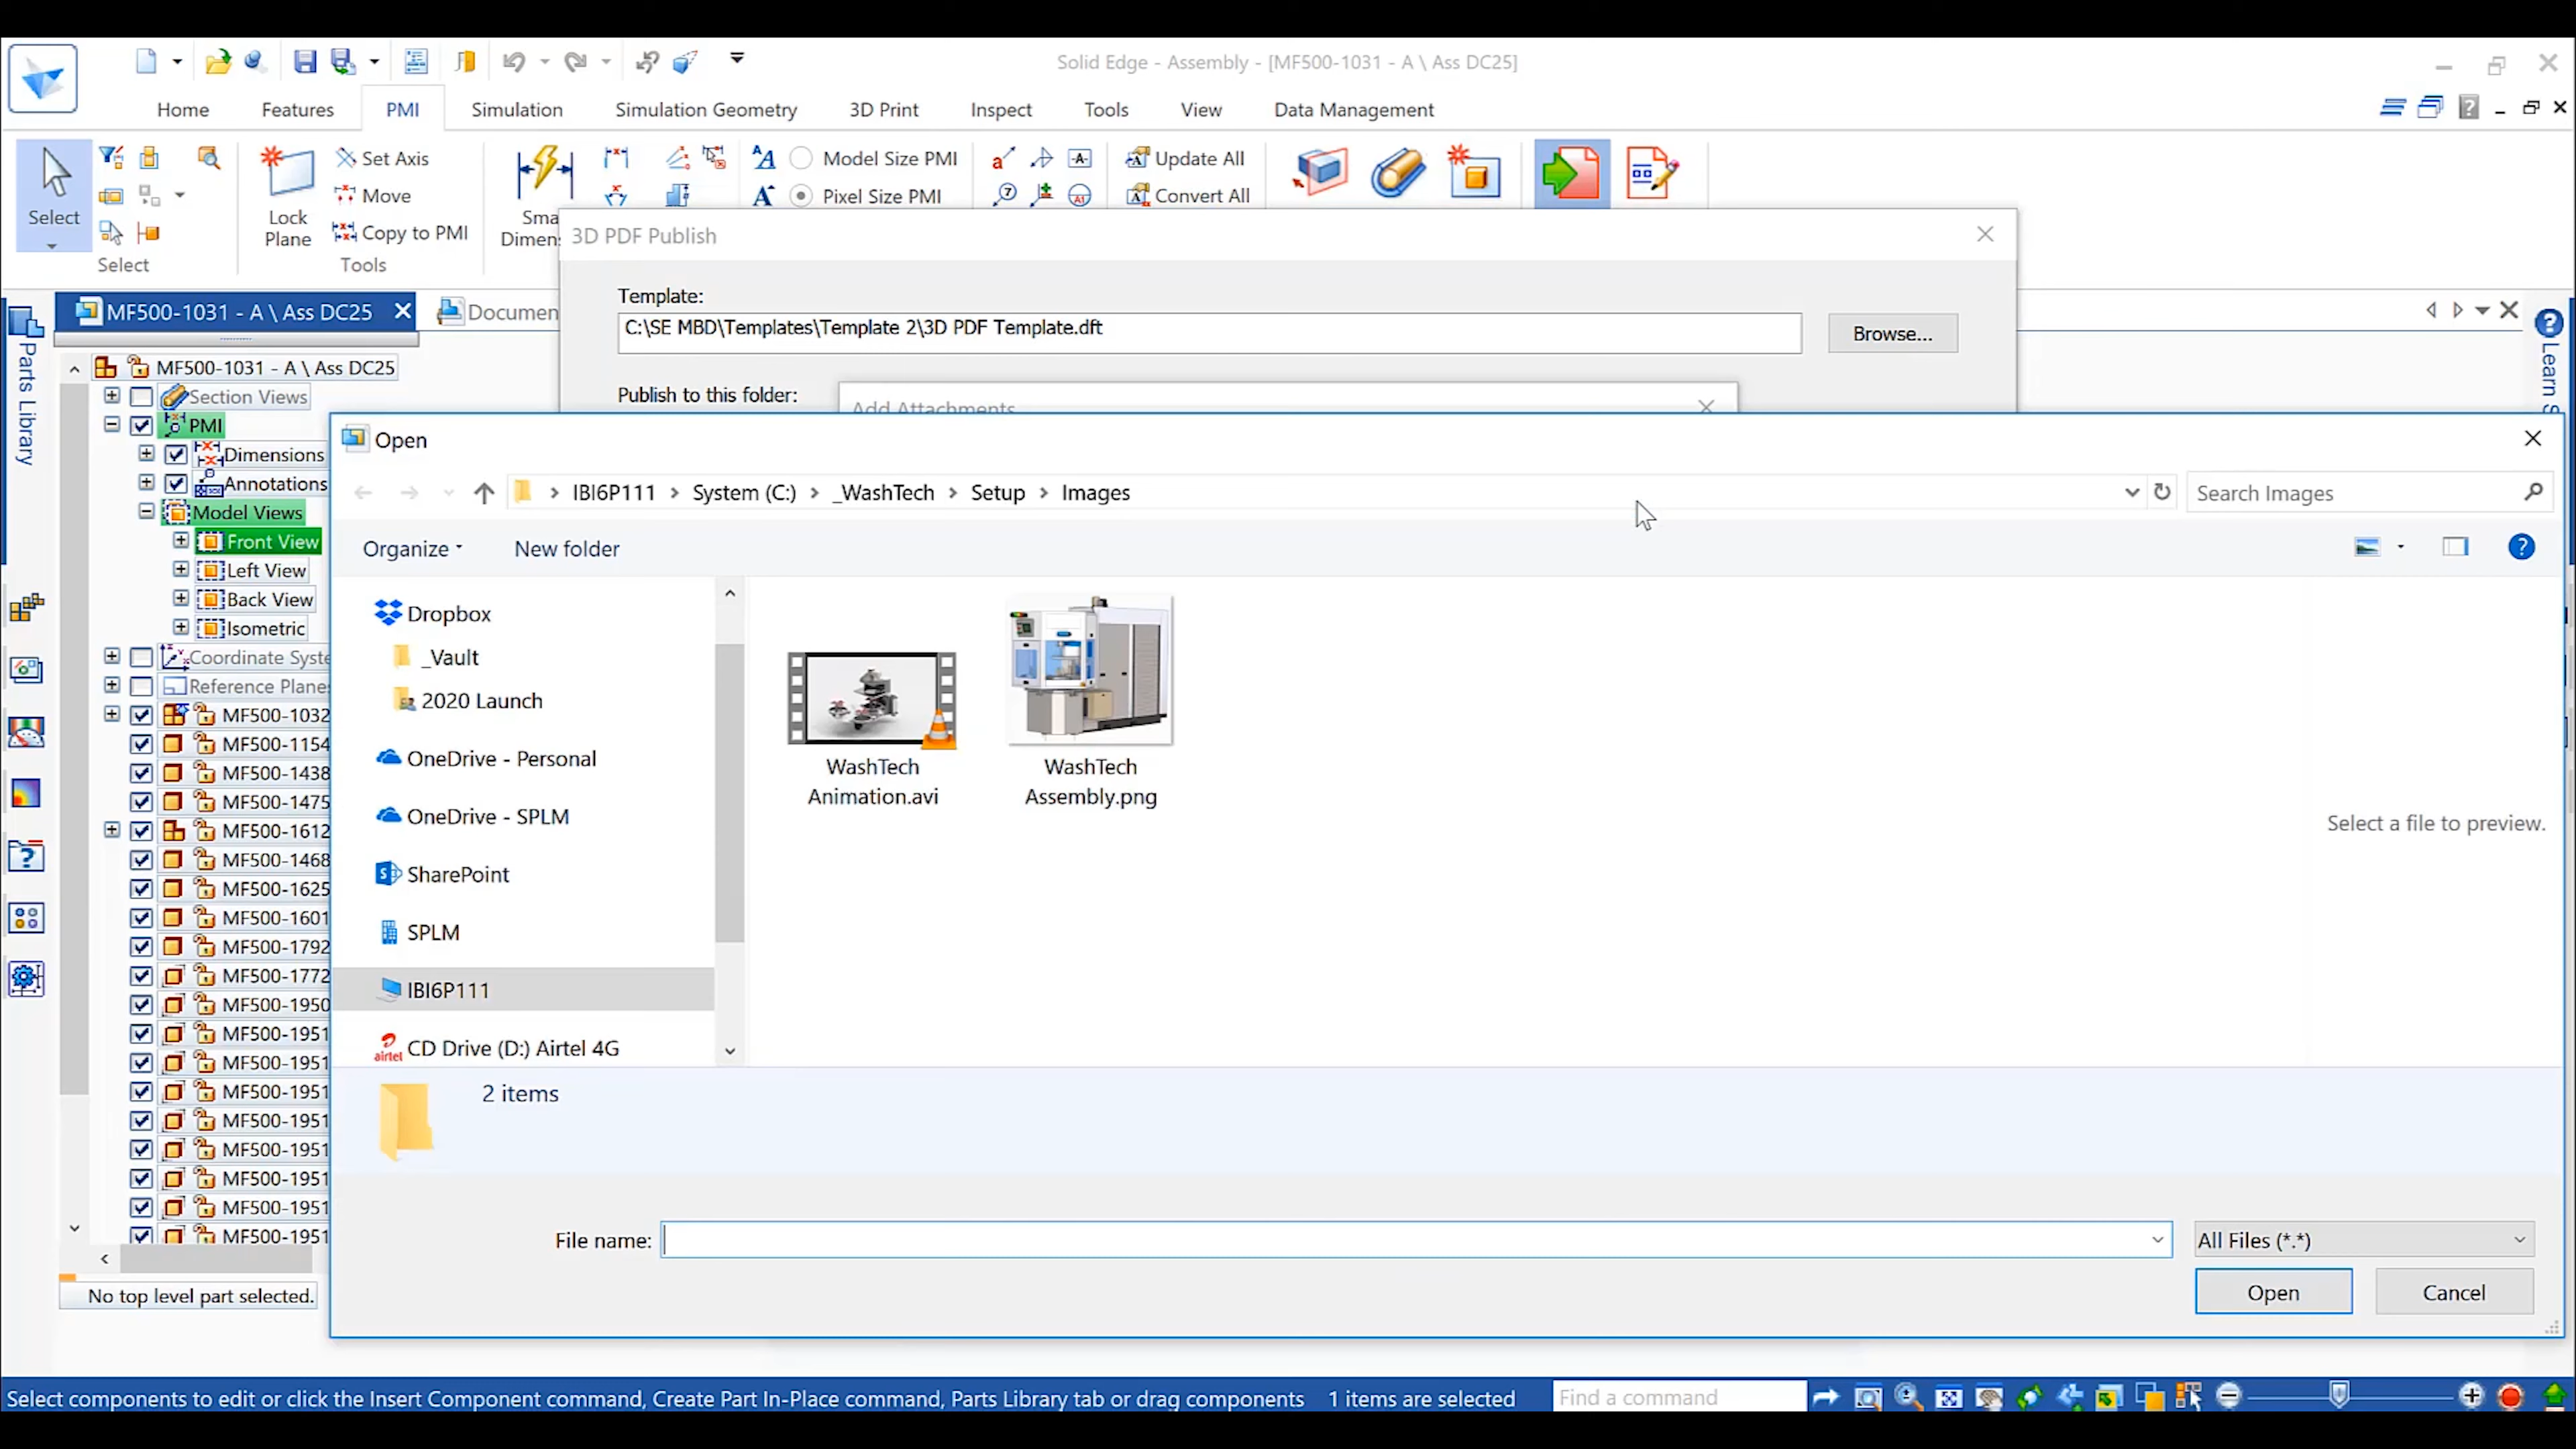 Solid Edge - Assembly - [MF500-1031 - A \ Ass DC25]
Home
Features
PMI
Simulation
Simulation Geometry
3D Print
Inspect
Tools
View
Data Management
Select
Select
Lock
Plane
Set Axis
Move
Copy to PMI
Tools
Sma
Dimen
Model Size PMI
Pixel Size PMI
Update All
Convert All
3D PDF Publish
Template:
C:\SE MBD\Templates\Template 2\3D PDF Template.dft
Browse...
Publish to this folder:
Add Attachments
MF500-1031 - A \ Ass DC25
Documen
Parts Library
Learn S
MF500-1031 - A \ Ass DC25
Section Views
PMI
Dimensions
Annotations
Model Views
Front View
Left View
Back View
Isometric
Coordinate Syste
Reference Planes
MF500-1032
MF500-1154
MF500-1438
MF500-1475
MF500-1612
MF500-1468
MF500-1625
MF500-1601
MF500-1792
MF500-1772
MF500-1950
MF500-1951
MF500-1951
MF500-1951
MF500-1951
MF500-1951
MF500-1951
MF500-1951
MF500-1951
No top level part selected.
Open
IBI6P111 > System (C:) > _WashTech > Setup > Images
Search Images
Organize
New folder
Dropbox
_Vault
2020 Launch
OneDrive - Personal
OneDrive - SPLM
SharePoint
SPLM
IBI6P111
airtel CD Drive (D:) Airtel 4G
WashTech
Animation.avi
WashTech
Assembly.png
Select a file to preview.
2 items
File name:
All Files (*.*)
Open
Cancel
Select components to edit or click the Insert Component command, Create Part In-Place command, Parts Library tab or drag components
1 items are selected
Find a command